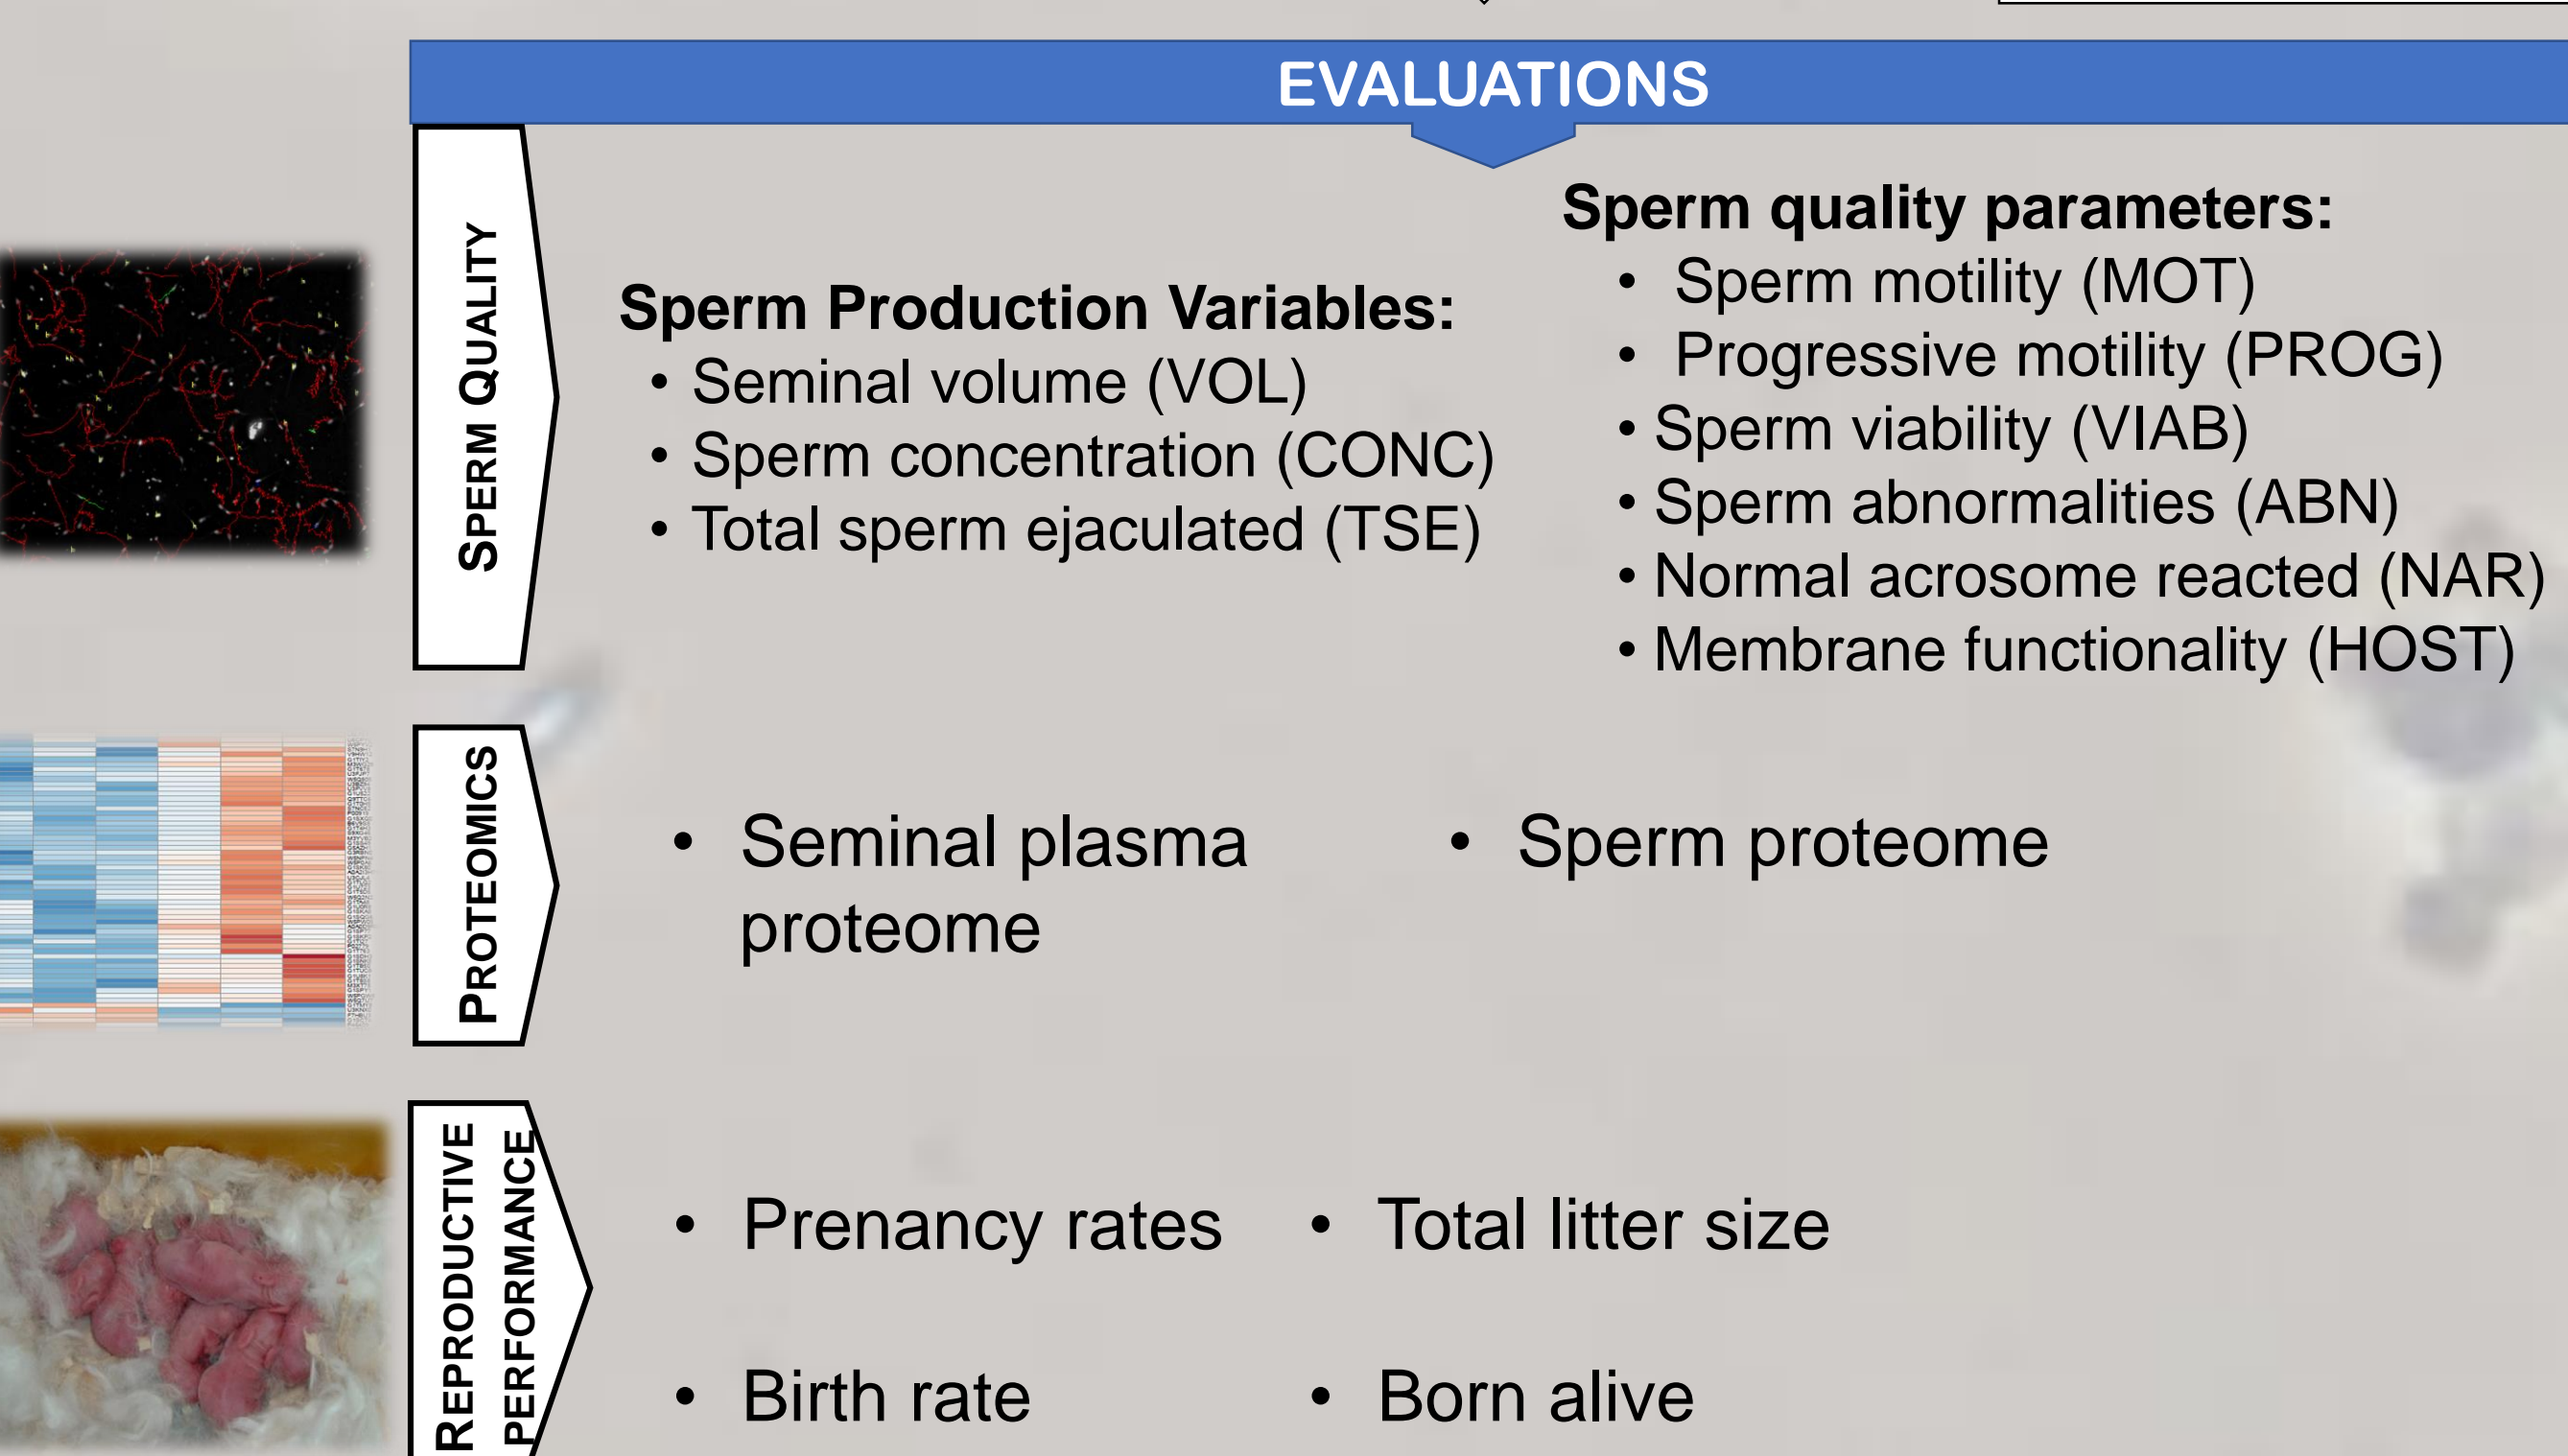 EVALUATIONS
SPERM QUALITY
Sperm Production Variables:
• Seminal volume (VOL)
• Sperm concentration (CONC)
• Total sperm ejaculated (TSE)
Sperm quality parameters:
• Sperm motility (MOT)
• Progressive motility (PROG)
• Sperm viability (VIAB)
• Sperm abnormalities (ABN)
• Normal acrosome reacted (NAR)
• Membrane functionality (HOST)
PROTEOMICS
• Seminal plasma
proteome
• Sperm proteome
REPRODUCTIVE
PERFORMANCE
• Prenancy rates
• Total litter size
• Birth rate
• Born alive